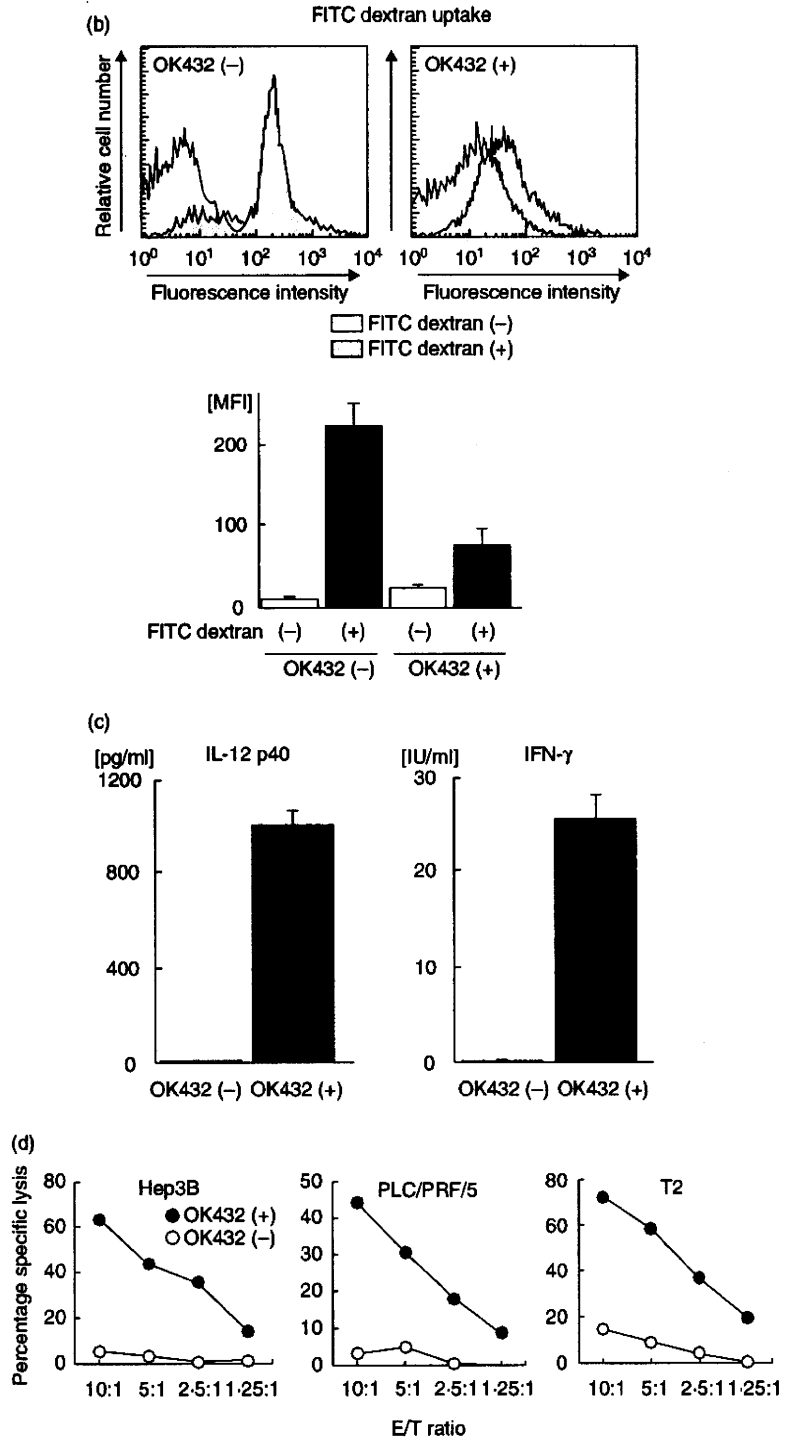 (b)
FITC dextran uptake
Relative cell number
OK432 (–)
OK432 (+)
10⁰ 10¹ 10² 10³ 10⁴
10⁰ 10¹ 10² 10³ 10⁴
Fluorescence intensity
Fluorescence intensity
FITC dextran (–)
FITC dextran (+)
[MFI]
200
100
0
FITC dextran (–) (+) (–) (+)
OK432 (–) OK432 (+)
(c)
[pg/ml] IL-12 p40
1200
800
400
0
OK432 (–) OK432 (+)
[IU/ml] IFN-γ
30
20
10
0
OK432 (–) OK432 (+)
(d)
Percentage specific lysis
Hep3B
OK432 (+)
OK432 (–)
80
60
40
20
0
10:1 5:1 2·5:1 1·25:1
PLC/PRF/5
50
40
30
20
10
0
10:1 5:1 2·5:1 1·25:1
T2
80
60
40
20
0
10:1 5:1 2·5:1 1·25:1
E/T ratio